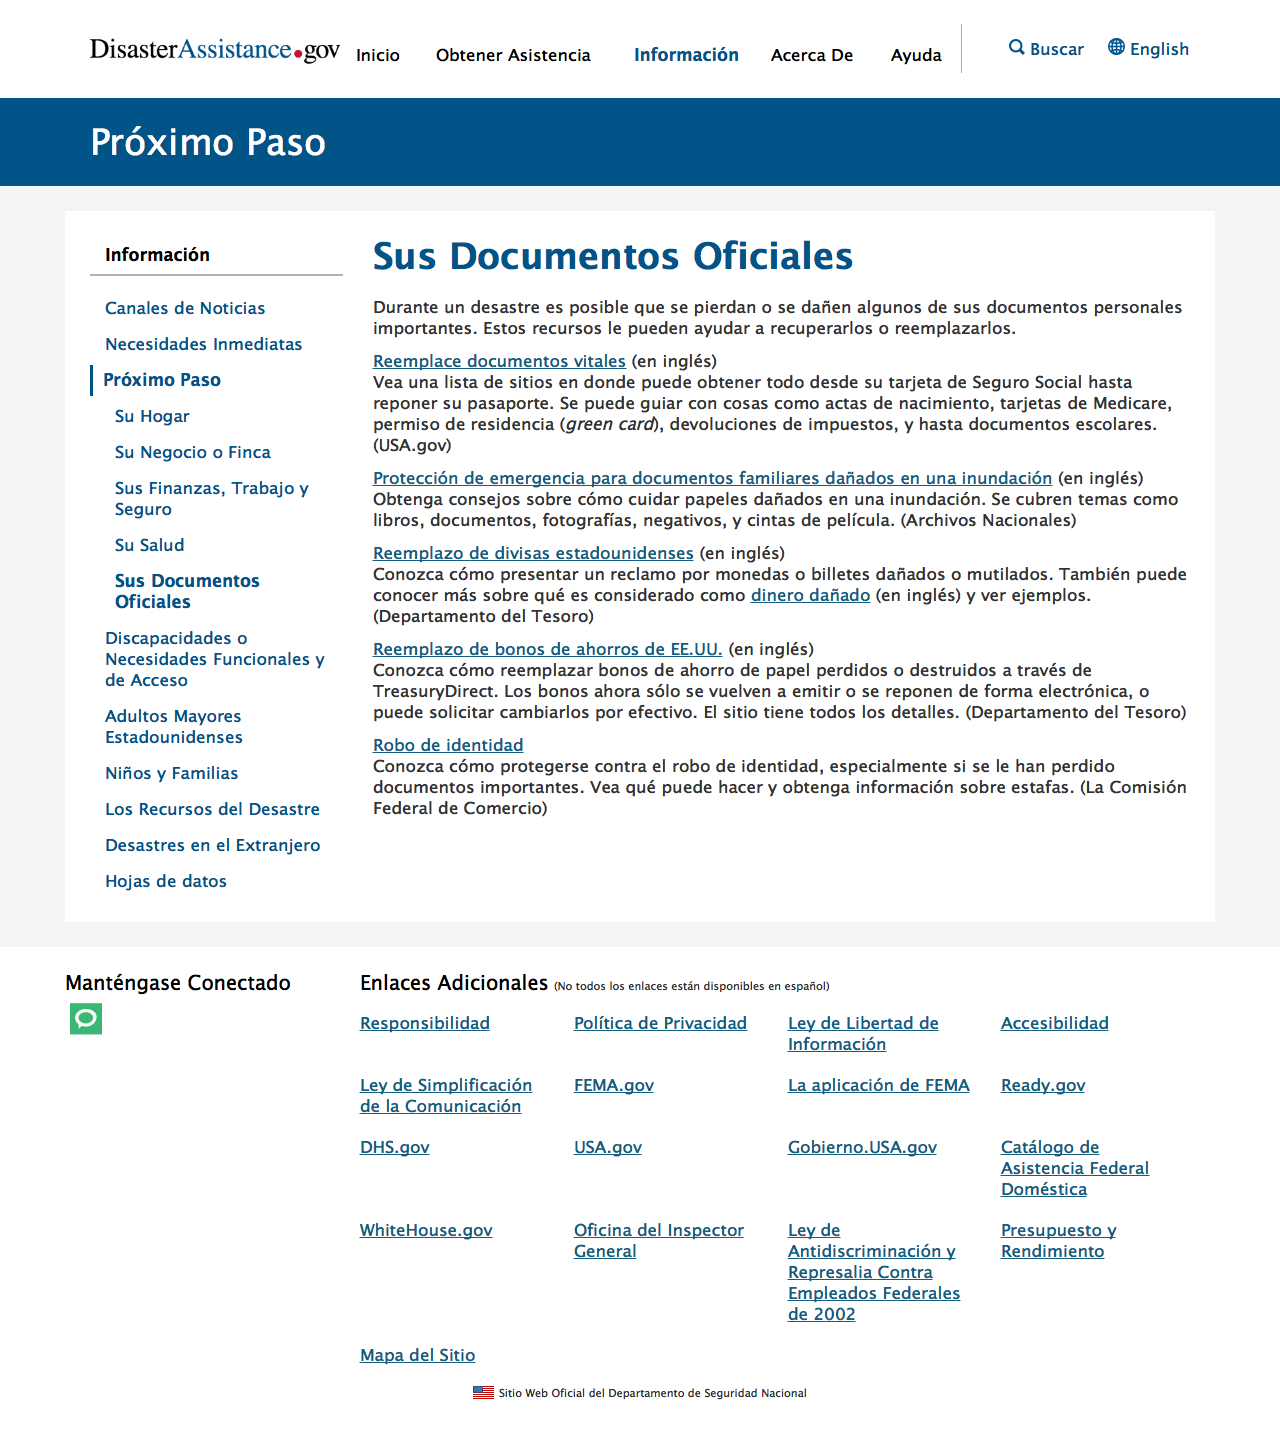 DisasterAssistance.gov
Inicio
Obtener Asistencia
Información
Acerca De
Ayuda
Buscar
English
Próximo Paso
Información
Canales de Noticias
Necesidades Inmediatas
Próximo Paso
Su Hogar
Su Negocio o Finca
Sus Finanzas, Trabajo y
Seguro
Su Salud
Sus Documentos
Oficiales
Discapacidades o
Necesidades Funcionales y
de Acceso
Adultos Mayores
Estadounidenses
Niños y Familias
Los Recursos del Desastre
Desastres en el Extranjero
Hojas de datos
Sus Documentos Oficiales
Durante un desastre es posible que se pierdan o se dañen algunos de sus documentos personales
importantes. Estos recursos le pueden ayudar a recuperarlos o reemplazarlos.
Reemplace documentos vitales (en inglés)
Vea una lista de sitios en donde puede obtener todo desde su tarjeta de Seguro Social hasta
reponer su pasaporte. Se puede guiar con cosas como actas de nacimiento, tarjetas de Medicare,
permiso de residencia (green card), devoluciones de impuestos, y hasta documentos escolares.
(USA.gov)
Protección de emergencia para documentos familiares dañados en una inundación (en inglés)
Obtenga consejos sobre cómo cuidar papeles dañados en una inundación. Se cubren temas como
libros, documentos, fotografías, negativos, y cintas de película. (Archivos Nacionales)
Reemplazo de divisas estadounidenses (en inglés)
Conozca cómo presentar un reclamo por monedas o billetes dañados o mutilados. También puede
conocer más sobre qué es considerado como dinero dañado (en inglés) y ver ejemplos.
(Departamento del Tesoro)
Reemplazo de bonos de ahorros de EE.UU. (en inglés)
Conozca cómo reemplazar bonos de ahorro de papel perdidos o destruidos a través de
TreasuryDirect. Los bonos ahora sólo se vuelven a emitir o se reponen de forma electrónica, o
puede solicitar cambiarlos por efectivo. El sitio tiene todos los detalles. (Departamento del Tesoro)
Robo de identidad
Conozca cómo protegerse contra el robo de identidad, especialmente si se le han perdido
documentos importantes. Vea qué puede hacer y obtenga información sobre estafas. (La Comisión
Federal de Comercio)
Manténgase Conectado
Enlaces Adicionales (No todos los enlaces están disponibles en español)
Responsibilidad
Política de Privacidad
Ley de Libertad de
Información
Accesibilidad
Ley de Simplificación
de la Comunicación
FEMA.gov
La aplicación de FEMA
Ready.gov
DHS.gov
USA.gov
Gobierno.USA.gov
Catálogo de
Asistencia Federal
Doméstica
WhiteHouse.gov
Oficina del Inspector
General
Ley de
Antidiscriminación y
Represalia Contra
Empleados Federales
de 2002
Presupuesto y
Rendimiento
Mapa del Sitio
Sitio Web Oficial del Departamento de Seguridad Nacional